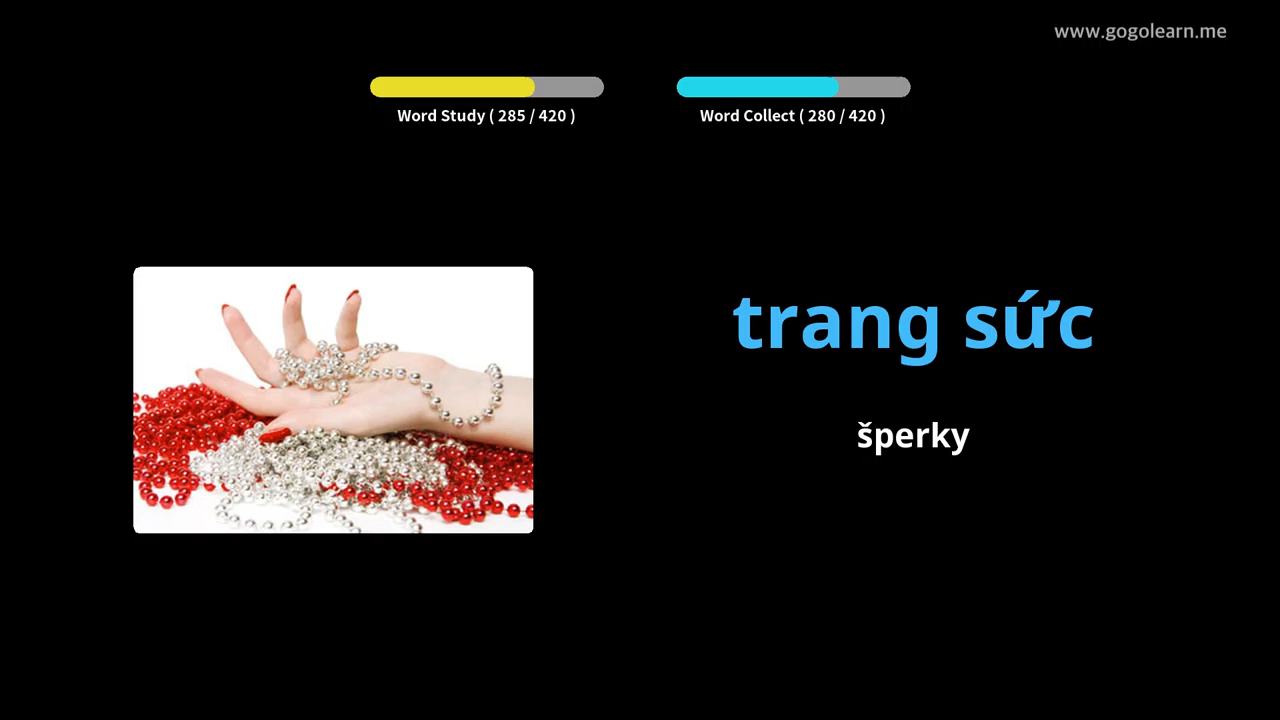 www.gogolearn.me
Word Study ( 285 / 420 )
Word Collect ( 280 / 420 )
trang sức
šperky